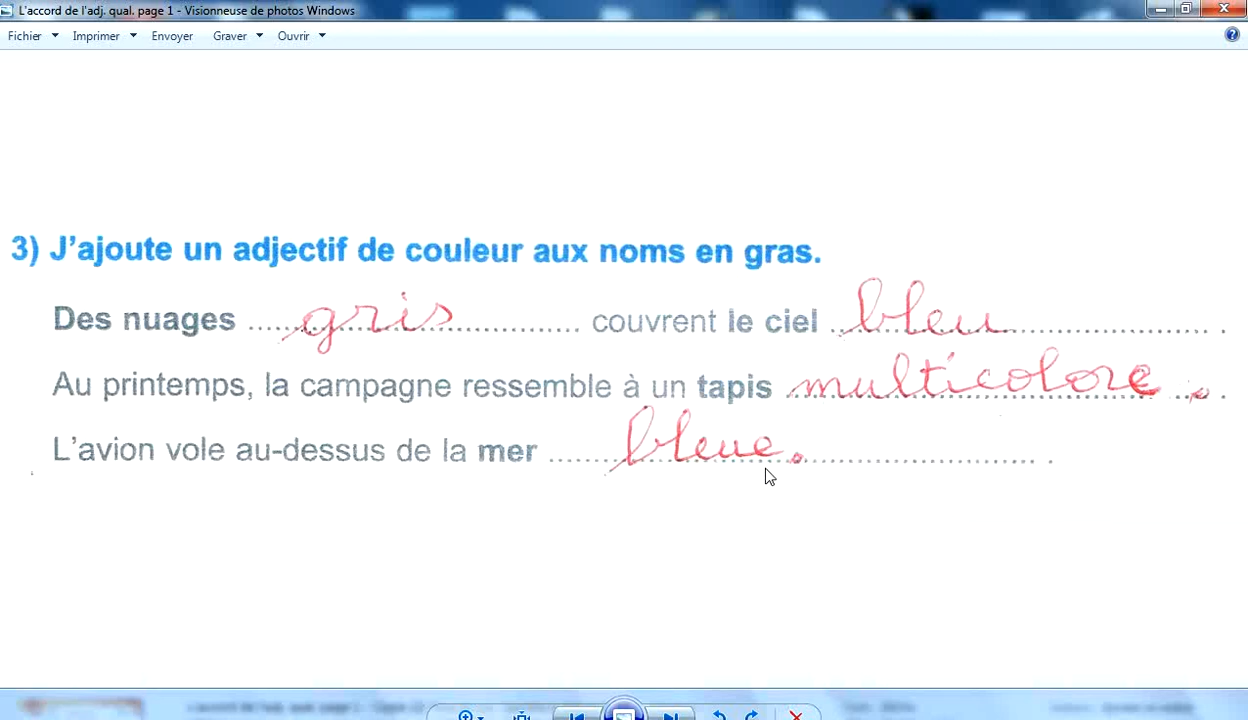 L'accord de l'adj. qual. page 1 - Visionneuse de photos Windows
Fichier Imprimer Envoyer Graver Ouvrir
3) J'ajoute un adjectif de couleur aux noms en gras.
Des nuages ....gris.... couvrent le ciel ....bleu.... .
Au printemps, la campagne ressemble à un tapis ....multicolore.... .
L'avion vole au-dessus de la mer ....bleue.... .